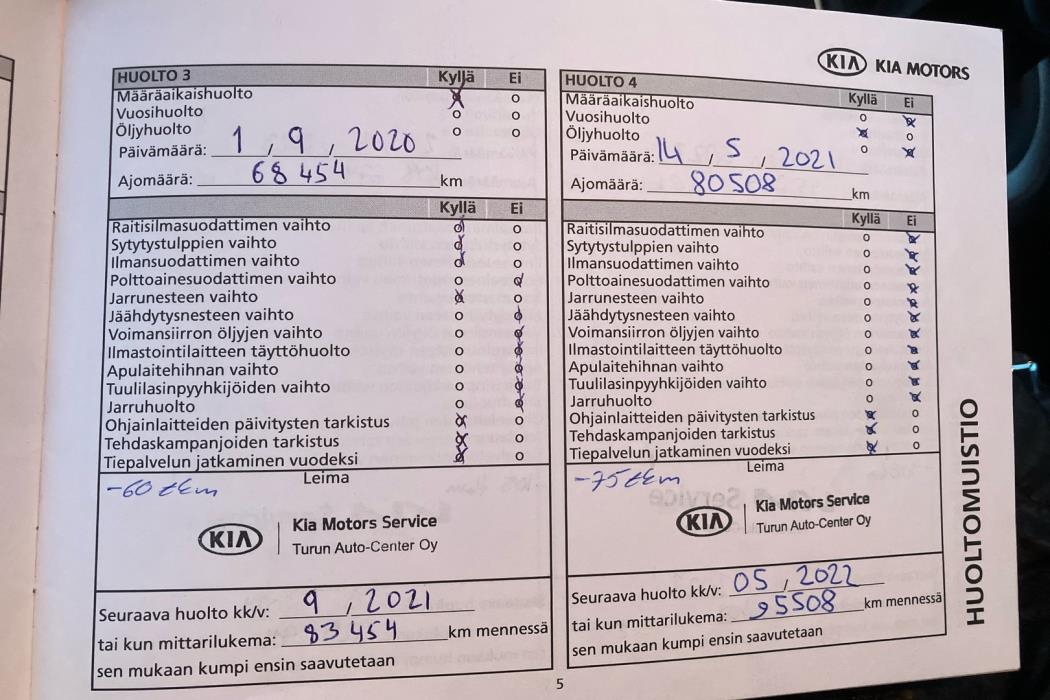 HUOLTO 3 Kyllä Ei
Määräaikaishuolto
Vuosihuolto
Öljyhuolto
Päivämäärä: 1 , 9 , 2020
Ajomäärä: 68 454 km
Kyllä Ei
Raitisilmasuodattimen vaihto
Sytytystulppien vaihto
Ilmansuodattimen vaihto
Polttoainesuodattimen vaihto
Jarrunesteen vaihto
Jäähdytysnesteen vaihto
Voimansiirron öljyjen vaihto
Ilmastointilaitteen täyttöhuolto
Apulaitehihnan vaihto
Tuulilasinpyyhkijöiden vaihto
Jarruhuolto
Ohjainlaitteiden päivitysten tarkistus
Tehdaskampanjoiden tarkistus
Tiepalvelun jatkaminen vuodeksi
Leima
-60 tkm
KIA Kia Motors Service
Turun Auto-Center Oy
Seuraava huolto kk/v: 9 , 2021
tai kun mittarilukema: 83 454 km mennessä
sen mukaan kumpi ensin saavutetaan
KIA KIA MOTORS
HUOLTO 4 Kyllä Ei
Määräaikaishuolto
Vuosihuolto
Öljyhuolto
Päivämäärä: 14 , 5 , 2021
Ajomäärä: 80508 km
Kyllä Ei
Raitisilmasuodattimen vaihto
Sytytystulppien vaihto
Ilmansuodattimen vaihto
Polttoainesuodattimen vaihto
Jarrunesteen vaihto
Jäähdytysnesteen vaihto
Voimansiirron öljyjen vaihto
Ilmastointilaitteen täyttöhuolto
Apulaitehihnan vaihto
Tuulilasinpyyhkijöiden vaihto
Jarruhuolto
Ohjainlaitteiden päivitysten tarkistus
Tehdaskampanjoiden tarkistus
Tiepalvelun jatkaminen vuodeksi
Leima
-75 tkm
KIA Kia Motors Service
Turun Auto-Center Oy
Seuraava huolto kk/v: 05 , 2022
tai kun mittarilukema: 95508 km mennessä
sen mukaan kumpi ensin saavutetaan
HUOLTOMUISTIO
5